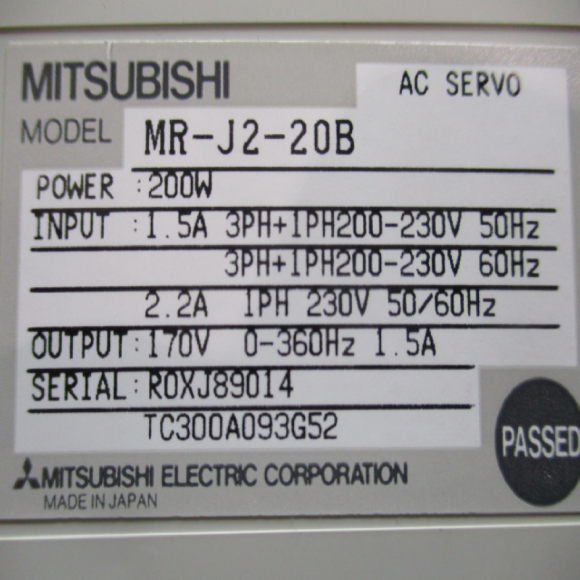 MITSUBISHI
AC SERVO
MODEL MR-J2-20B
POWER :200W
INPUT :1.5A 3PH+1PH200-230V 50Hz
3PH+1PH200-230V 60Hz
2.2A 1PH 230V 50/60Hz
OUTPUT:170V 0-360Hz 1.5A
SERIAL:R0XJ89014
TC300A093G52
PASSED
MITSUBISHI ELECTRIC CORPORATION
MADE IN JAPAN